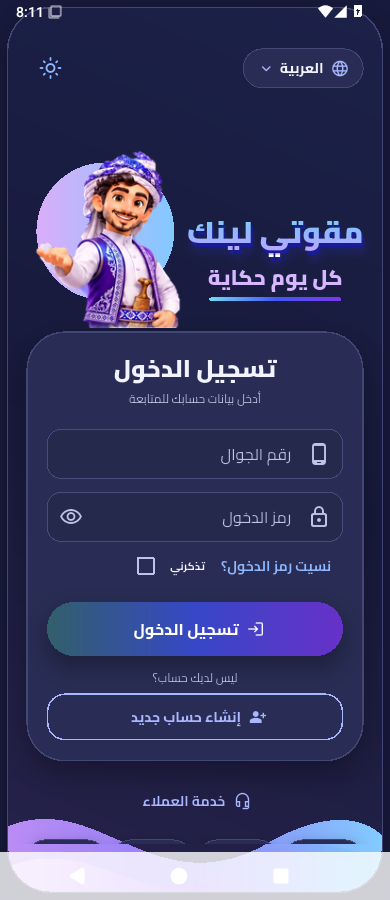 8:11
العربية
مقوتي لينك
كل يوم حكاية
تسجيل الدخول
أدخل بيانات حسابك للمتابعة
رقم الجوال
رمز الدخول
نسيت رمز الدخول؟
تذكرني
تسجيل الدخول
ليس لديك حساب؟
إنشاء حساب جديد
خدمة العملاء